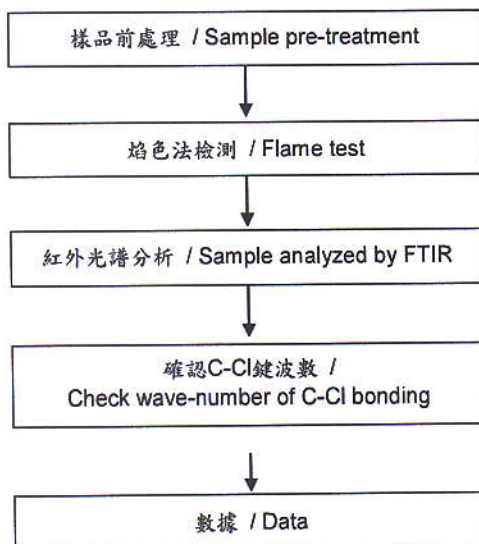 樣品前處理 / Sample pre-treatment
焰色法檢測 / Flame test
紅外光譜分析 / Sample analyzed by FTIR
確認C-Cl鍵波數 /
Check wave-number of C-Cl bonding
數據 / Data